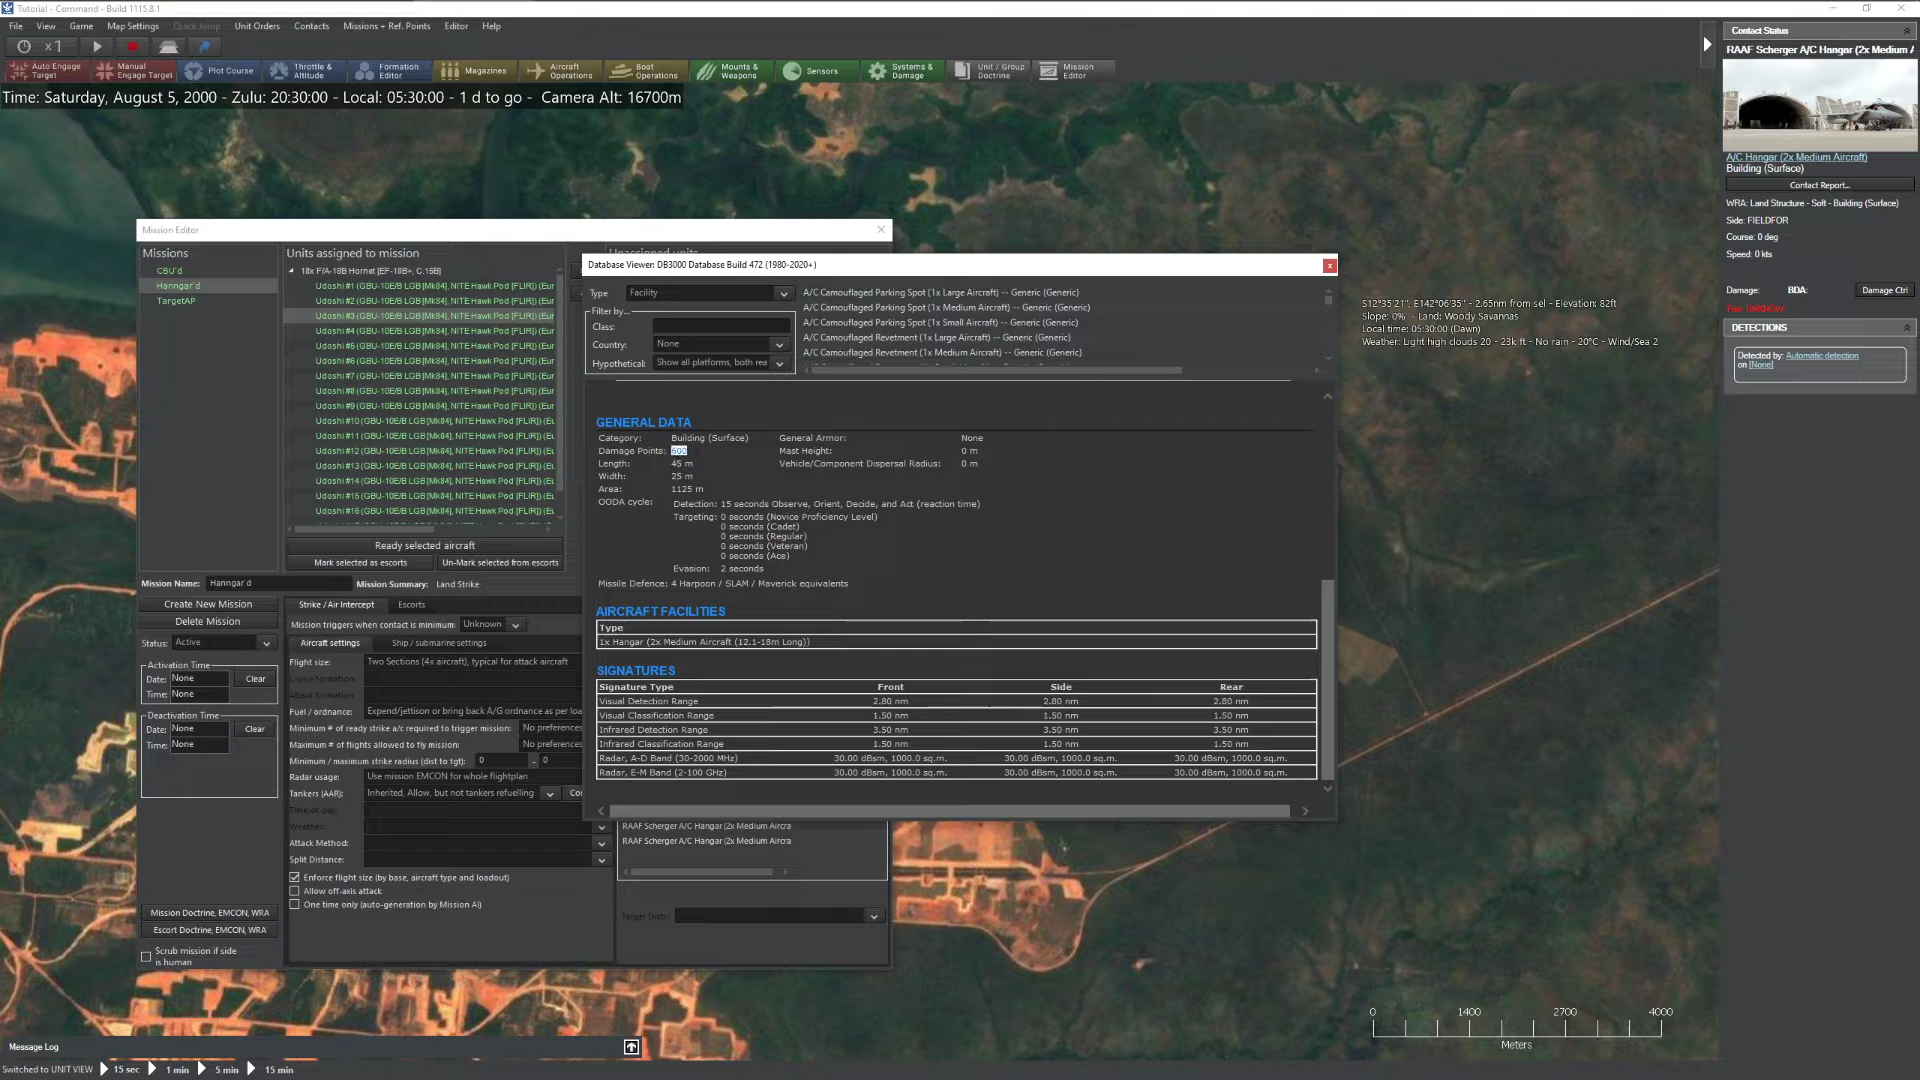 Tutorial - Command - Build 1115.8.1
File View Game Map Settings Quick Jump Unit Orders Contacts Missions + Ref. Points Editor Help
x1
Auto Engage Target
Manual Engage Target
Plot Course
Throttle & Altitude
Formation Editor
Magazines
Aircraft Operations
Boat Operations
Mounts & Weapons
Sensors
Systems & Damage
Unit / Group Doctrine
Mission Editor
Time: Saturday, August 5, 2000 - Zulu: 20:30:00 - Local: 05:30:00 - 1 d to go - Camera Alt: 16700m
Mission Editor
Missions
CBU'd
Hanngar'd
TargetAP
Units assigned to mission
Unassigned units
18x F/A-18B Hornet [EF-18B+, C.15B]
Udoshi #1 (GBU-10E/B LGB [Mk84], NITE Hawk Pod [FLIR]) (Eur
Udoshi #2 (GBU-10E/B LGB [Mk84], NITE Hawk Pod [FLIR]) (Eur
Udoshi #3 (GBU-10E/B LGB [Mk84], NITE Hawk Pod [FLIR]) (Eur
Udoshi #4 (GBU-10E/B LGB [Mk84], NITE Hawk Pod [FLIR]) (Eur
Udoshi #5 (GBU-10E/B LGB [Mk84], NITE Hawk Pod [FLIR]) (Eur
Udoshi #6 (GBU-10E/B LGB [Mk84], NITE Hawk Pod [FLIR]) (Eur
Udoshi #7 (GBU-10E/B LGB [Mk84], NITE Hawk Pod [FLIR]) (Eur
Udoshi #8 (GBU-10E/B LGB [Mk84], NITE Hawk Pod [FLIR]) (Eur
Udoshi #9 (GBU-10E/B LGB [Mk84], NITE Hawk Pod [FLIR]) (Eur
Udoshi #10 (GBU-10E/B LGB [Mk84], NITE Hawk Pod [FLIR]) (E
Udoshi #11 (GBU-10E/B LGB [Mk84], NITE Hawk Pod [FLIR]) (E
Udoshi #12 (GBU-10E/B LGB [Mk84], NITE Hawk Pod [FLIR]) (E
Udoshi #13 (GBU-10E/B LGB [Mk84], NITE Hawk Pod [FLIR]) (E
Udoshi #14 (GBU-10E/B LGB [Mk84], NITE Hawk Pod [FLIR]) (E
Udoshi #15 (GBU-10E/B LGB [Mk84], NITE Hawk Pod [FLIR]) (E
Udoshi #16 (GBU-10E/B LGB [Mk84], NITE Hawk Pod [FLIR]) (E
Ready selected aircraft
Mark selected as escorts
Un-Mark selected from escorts
Mission Name: Hanngar'd Mission Summary: Land Strike
Create New Mission
Delete Mission
Status: Active
Activation Time
Date: None Clear
Time: None
Deactivation Time
Date: None Clear
Time: None
Mission Doctrine, EMCON, WRA
Escort Doctrine, EMCON, WRA
Scrub mission if side is human
Strike / Air Intercept Escorts
Mission triggers when contact is minimum: Unknown
Aircraft settings Ship / submarine settings
Flight size: Two Sections (4x aircraft), typical for attack aircraft
Cruise formation:
Attack formation:
Fuel / ordnance: Expend/jettison or bring back A/G ordnance as per loa
Minimum # of ready strike a/c required to trigger mission: No preferences
Maximum # of flights allowed to fly mission: No preferences
Minimum / maximum strike radius (dist to tgt): 0 - 0
Radar usage: Use mission EMCON for whole flightplan
Tankers (AAR): Inherited, Allow, but not tankers refuelling Cor
Weather:
Attack Method:
Split Distance:
Enforce flight size (by base, aircraft type and loadout)
Allow off-axis attack
One time only (auto-generation by Mission AI)
RAAF Scherger A/C Hangar (2x Medium Aircra
RAAF Scherger A/C Hangar (2x Medium Aircra
Database Viewer: DB3000 Database Build 472 (1980-2020+)
x
Type Facility
Filter by...
Class:
Country: None
Hypothetical: Show all platforms, both rea
A/C Camouflaged Parking Spot (1x Large Aircraft) -- Generic (Generic)
A/C Camouflaged Parking Spot (1x Medium Aircraft) -- Generic (Generic)
A/C Camouflaged Parking Spot (1x Small Aircraft) -- Generic (Generic)
A/C Camouflaged Revetment (1x Large Aircraft) -- Generic (Generic)
A/C Camouflaged Revetment (1x Medium Aircraft) -- Generic (Generic)
GENERAL DATA
Category: Building (Surface) General Armor: None
Damage Points: 600 Mast Height: 0 m
Length: 45 m Vehicle/Component Dispersal Radius: 0 m
Width: 25 m
Area: 1125 m
OODA cycle: Detection: 15 seconds Observe, Orient, Decide, and Act (reaction time)
Targeting: 0 seconds (Novice Proficiency Level)
0 seconds (Cadet)
0 seconds (Regular)
0 seconds (Veteran)
0 seconds (Ace)
Evasion: 2 seconds
Missile Defence: 4 Harpoon / SLAM / Maverick equivalents
AIRCRAFT FACILITIES
Type
1x Hangar (2x Medium Aircraft (12.1-18m Long))
SIGNATURES
Signature Type Front Side Rear
Visual Detection Range 2.80 nm 2.80 nm 2.80 nm
Visual Classification Range 1.50 nm 1.50 nm 1.50 nm
Infrared Detection Range 3.50 nm 3.50 nm 3.50 nm
Infrared Classification Range 1.50 nm 1.50 nm 1.50 nm
Radar, A-D Band (30-2000 MHz) 30.00 dBsm, 1000.0 sq.m. 30.00 dBsm, 1000.0 sq.m. 30.00 dBsm, 1000.0 sq.m.
Radar, E-M Band (2-100 GHz) 30.00 dBsm, 1000.0 sq.m. 30.00 dBsm, 1000.0 sq.m. 30.00 dBsm, 1000.0 sq.m.
S12°35'21", E142°06'35" - 2.65nm from sel - Elevation: 82ft
Slope: 0% - Land: Woody Savannas
Local time: 05:30:00 (Dawn)
Weather: Light high clouds 20 - 23k ft - No rain - 20°C - Wind/Sea 2
Contact Status
RAAF Scherger A/C Hangar (2x Medium A
A/C Hangar (2x Medium Aircraft)
Building (Surface)
Contact Report...
WRA: Land Structure - Soft - Building (Surface)
Side: FIELDFOR
Course: 0 deg
Speed: 0 kts
Damage: BDA: Damage Ctrl
DETECTIONS
Detected by: Automatic detection
on [None]
0 1400 2700 4000
Meters
Message Log
Switched to UNIT VIEW 15 sec 1 min 5 min 15 min